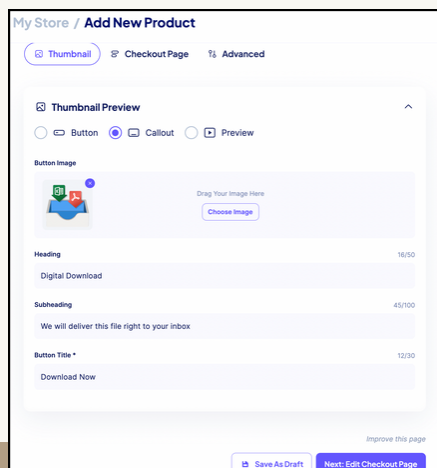 My Store / Add New Product
Thumbnail Checkout Page Advanced
Thumbnail Preview
Button Callout Preview
Button Image
Drag Your Image Here
Choose Image
Heading 16/50
Digital Download
Subheading 45/100
We will deliver this file right to your inbox
Button Title * 12/30
Download Now
Improve this page
Save As Draft Next: Edit Checkout Page